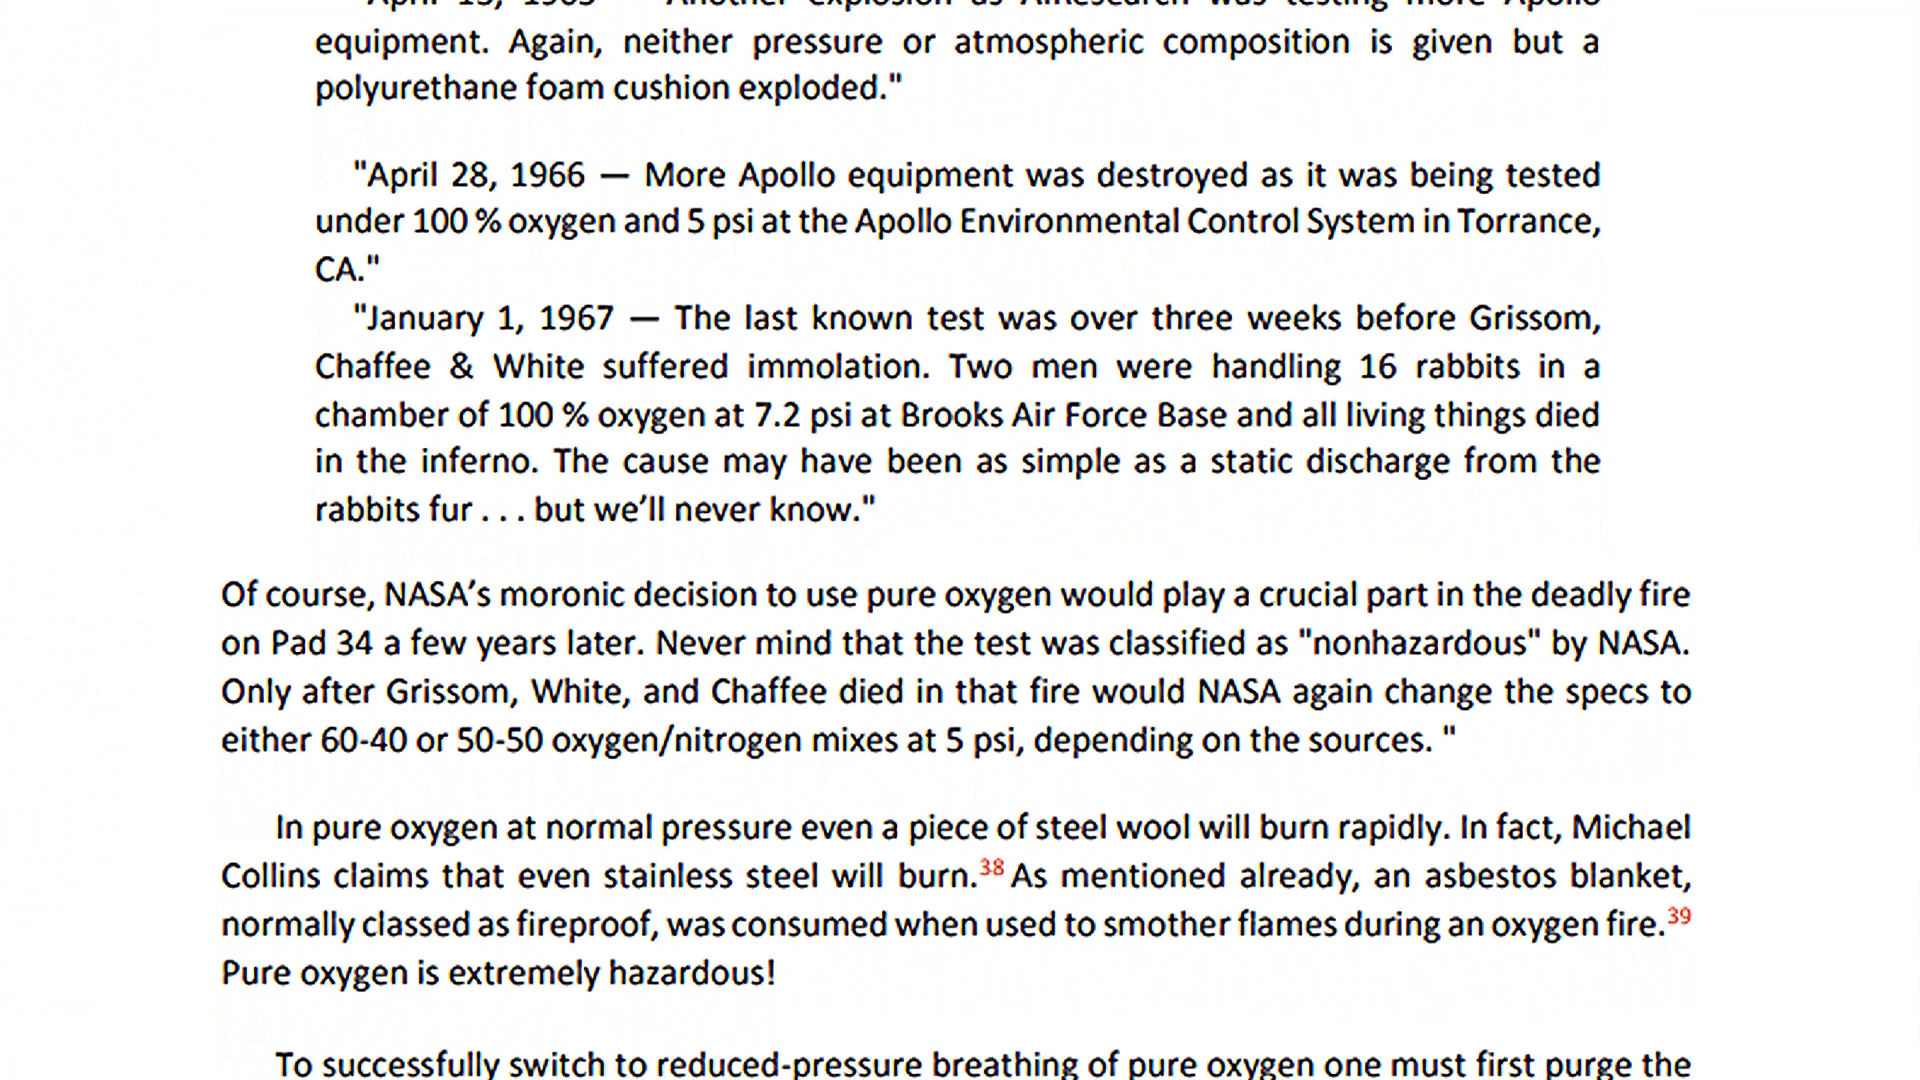 "April 13, 1965 — Another explosion as AiResearch was testing more Apollo
equipment. Again, neither pressure or atmospheric composition is given but a
polyurethane foam cushion exploded."
"April 28, 1966 — More Apollo equipment was destroyed as it was being tested
under 100 % oxygen and 5 psi at the Apollo Environmental Control System in Torrance,
CA."
"January 1, 1967 — The last known test was over three weeks before Grissom,
Chaffee & White suffered immolation. Two men were handling 16 rabbits in a
chamber of 100 % oxygen at 7.2 psi at Brooks Air Force Base and all living things died
in the inferno. The cause may have been as simple as a static discharge from the
rabbits fur . . . but we’ll never know."
Of course, NASA’s moronic decision to use pure oxygen would play a crucial part in the deadly fire
on Pad 34 a few years later. Never mind that the test was classified as "nonhazardous" by NASA.
Only after Grissom, White, and Chaffee died in that fire would NASA again change the specs to
either 60-40 or 50-50 oxygen/nitrogen mixes at 5 psi, depending on the sources. "
In pure oxygen at normal pressure even a piece of steel wool will burn rapidly. In fact, Michael
Collins claims that even stainless steel will burn.38 As mentioned already, an asbestos blanket,
normally classed as fireproof, was consumed when used to smother flames during an oxygen fire.39
Pure oxygen is extremely hazardous!
To successfully switch to reduced-pressure breathing of pure oxygen one must first purge the